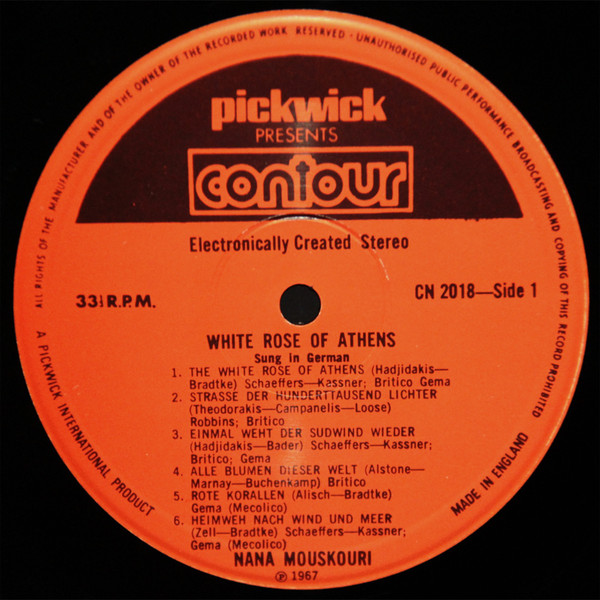 ALL RIGHTS OF THE MANUFACTURER AND OF THE OWNER OF THE RECORDED WORK RESERVED · UNAUTHORISED PUBLIC PERFORMANCE BROADCASTING AND COPYING OF THIS RECORD PROHIBITED
pickwick
PRESENTS
contour
Electronically Created Stereo
33⅓ R.P.M.
CN 2018—Side 1
WHITE ROSE OF ATHENS
Sung in German
1. THE WHITE ROSE OF ATHENS (Hadjidakis—
Bradtke) Schaeffers—Kassner; Britico Gema
2. STRASSE DER HUNDERTTAUSEND LICHTER
(Theodorakis—Campanelis—Loose)
Robbins; Britico
3. EINMAL WEHT DER SUDWIND WIEDER
(Hadjidakis—Bader) Schaeffers—Kassner;
Britico; Gema
4. ALLE BLUMEN DIESER WELT (Alstone—
Marnay—Buchenkamp) Britico
5. ROTE KORALLEN (Alisch—Bradtke)
Gema (Mecolico)
6. HEIMWEH NACH WIND UND MEER
(Zell—Bradtke) Schaeffers—Kassner;
Gema (Mecolico)
NANA MOUSKOURI
℗ 1967
A PICKWICK INTERNATIONAL PRODUCT
MADE IN ENGLAND